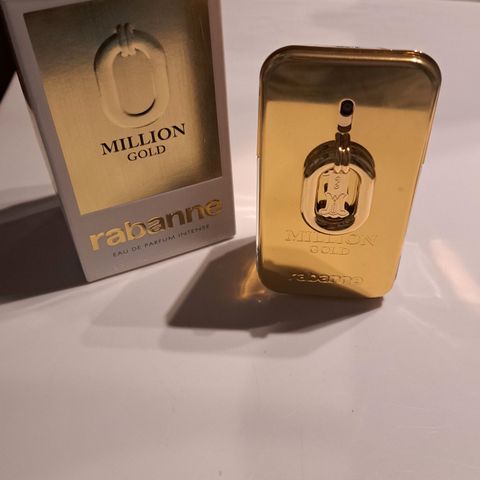 MILLION
GOLD
rabanne
EAU DE PARFUM INTENSE
MILLION
GOLD
rabanne